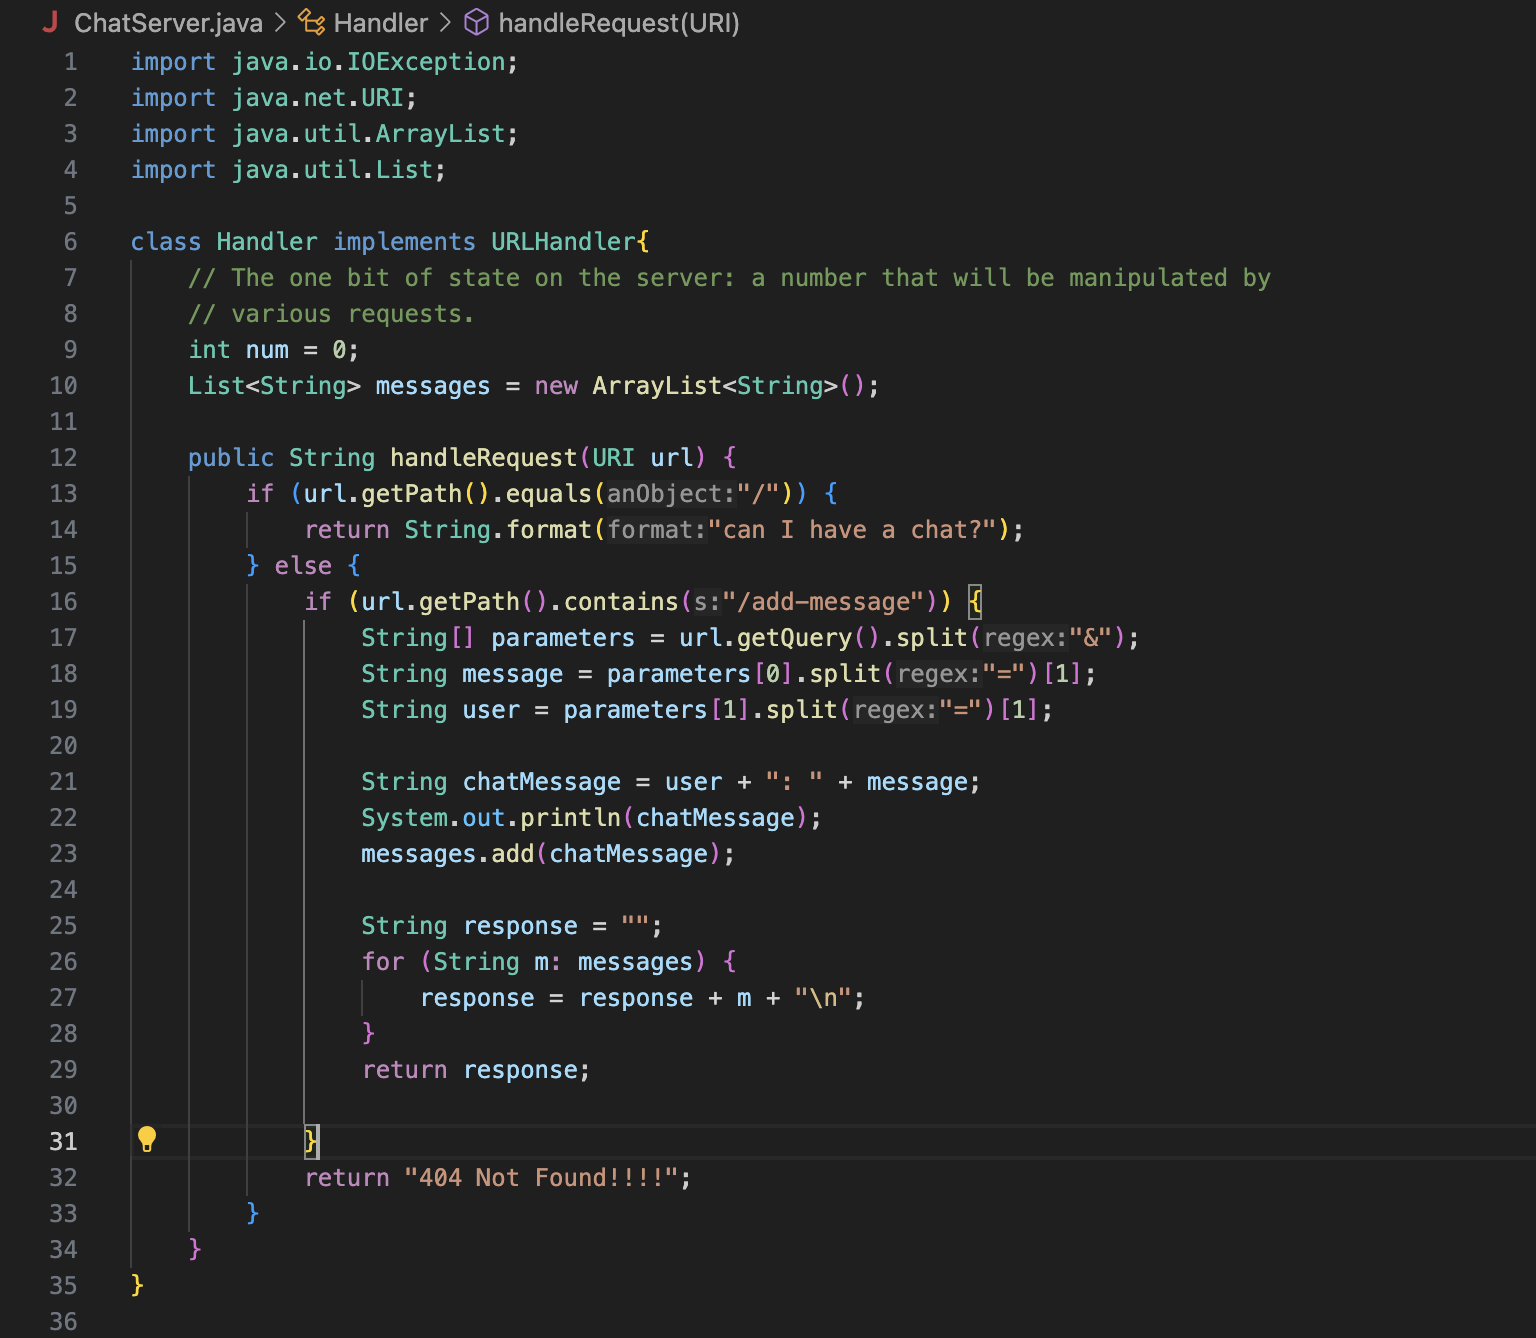 ChatServer.java > Handler > handleRequest(URI)
1 import java.io.IOException;
2 import java.net.URI;
3 import java.util.ArrayList;
4 import java.util.List;
5
6 class Handler implements URLHandler{
7 // The one bit of state on the server: a number that will be manipulated by
8 // various requests.
9 int num = 0;
10 List<String> messages = new ArrayList<String>();
11
12 public String handleRequest(URI url) {
13 if (url.getPath().equals(anObject:"/")) {
14 return String.format(format:"can I have a chat?");
15 } else {
16 if (url.getPath().contains(s:"/add-message")) {
17 String[] parameters = url.getQuery().split(regex:"&");
18 String message = parameters[0].split(regex:"=")[1];
19 String user = parameters[1].split(regex:"=")[1];
20
21 String chatMessage = user + ": " + message;
22 System.out.println(chatMessage);
23 messages.add(chatMessage);
24
25 String response = "";
26 for (String m: messages) {
27 response = response + m + "\n";
28 }
29 return response;
30
31 }
32 return "404 Not Found!!!!";
33 }
34 }
35 }
36